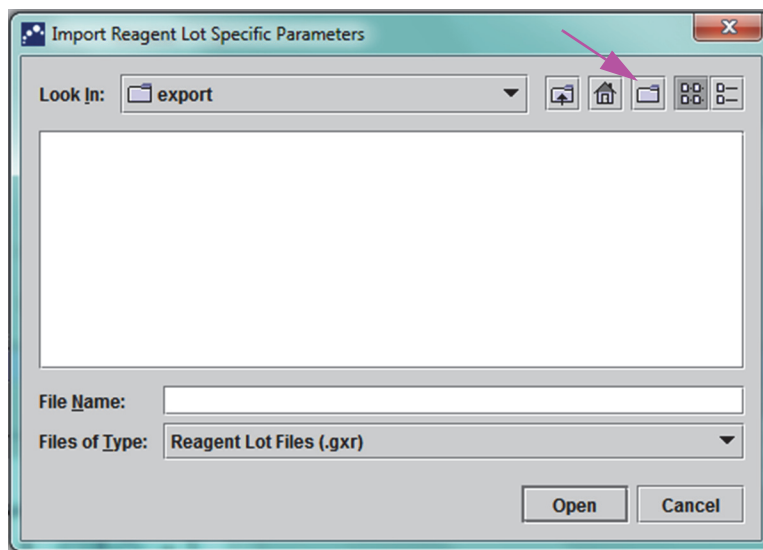 Import Reagent Lot Specific Parameters
Look In: export
File Name:
Files of Type: Reagent Lot Files (.gxr)
Open Cancel